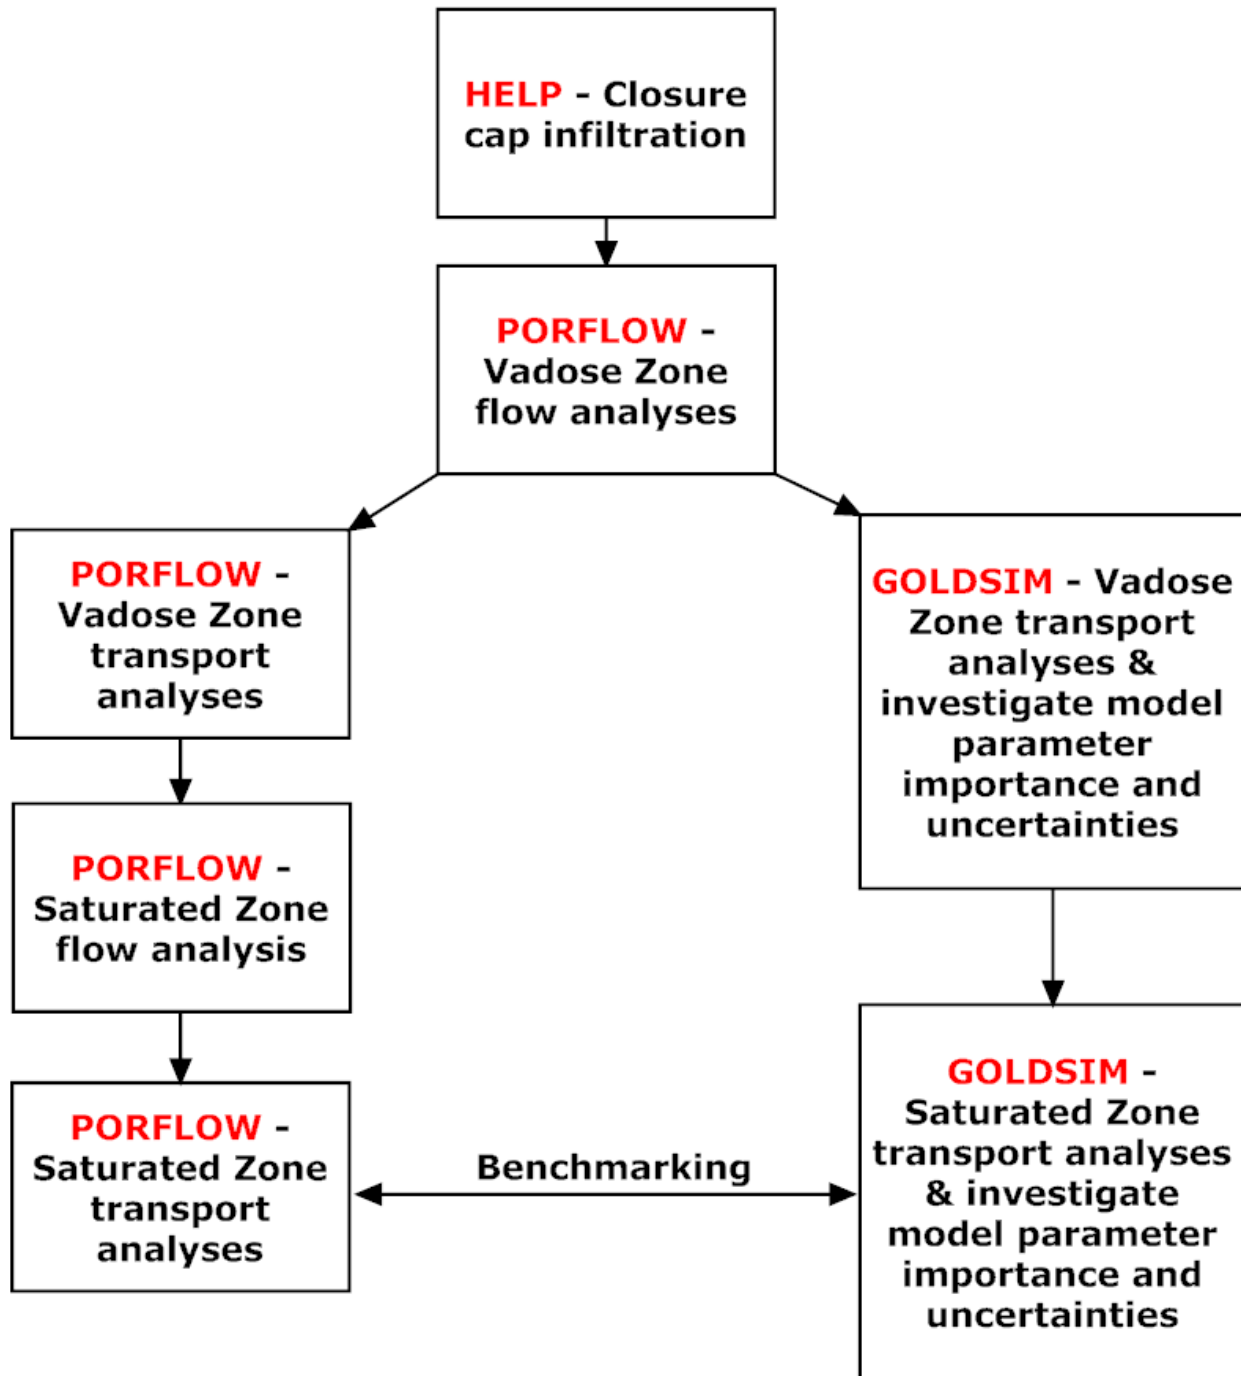 HELP - Closure
cap infiltration
PORFLOW -
Vadose Zone
flow analyses
PORFLOW -
Vadose Zone
transport
analyses
GOLDSIM - Vadose
Zone transport
analyses &
investigate model
parameter
importance and
uncertainties
PORFLOW -
Saturated Zone
flow analysis
PORFLOW -
Saturated Zone
transport
analyses
Benchmarking
GOLDSIM -
Saturated Zone
transport analyses
& investigate
model parameter
importance and
uncertainties